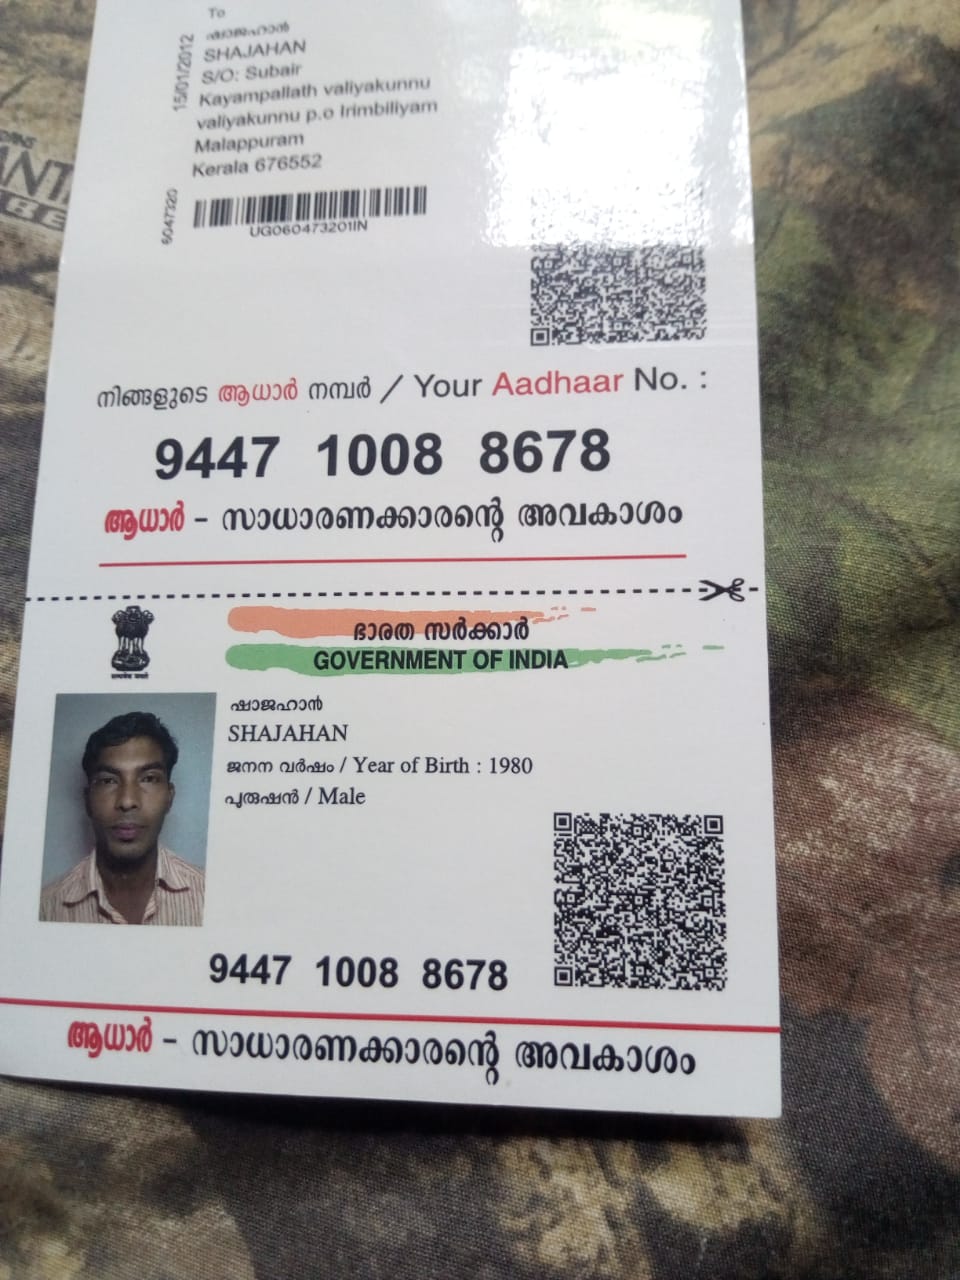 To
ഷാജഹാൻ
SHAJAHAN
S/O: Subair
Kayampallath valiyakunnu
valiyakunnu p.o Irimbiliyam
Malappuram
Kerala 676552
15/01/2012
6047320
UG060473201IN
നിങ്ങളുടെ ആധാർ നമ്പർ / Your Aadhaar No. :
9447 1008 8678
ആധാർ – സാധാരണക്കാരന്റെ അവകാശം
ഭാരത സർക്കാർ
GOVERNMENT OF INDIA
ഷാജഹാൻ
SHAJAHAN
ജനന വർഷം / Year of Birth : 1980
പുരുഷൻ / Male
9447 1008 8678
ആധാർ – സാധാരണക്കാരന്റെ അവകാശം